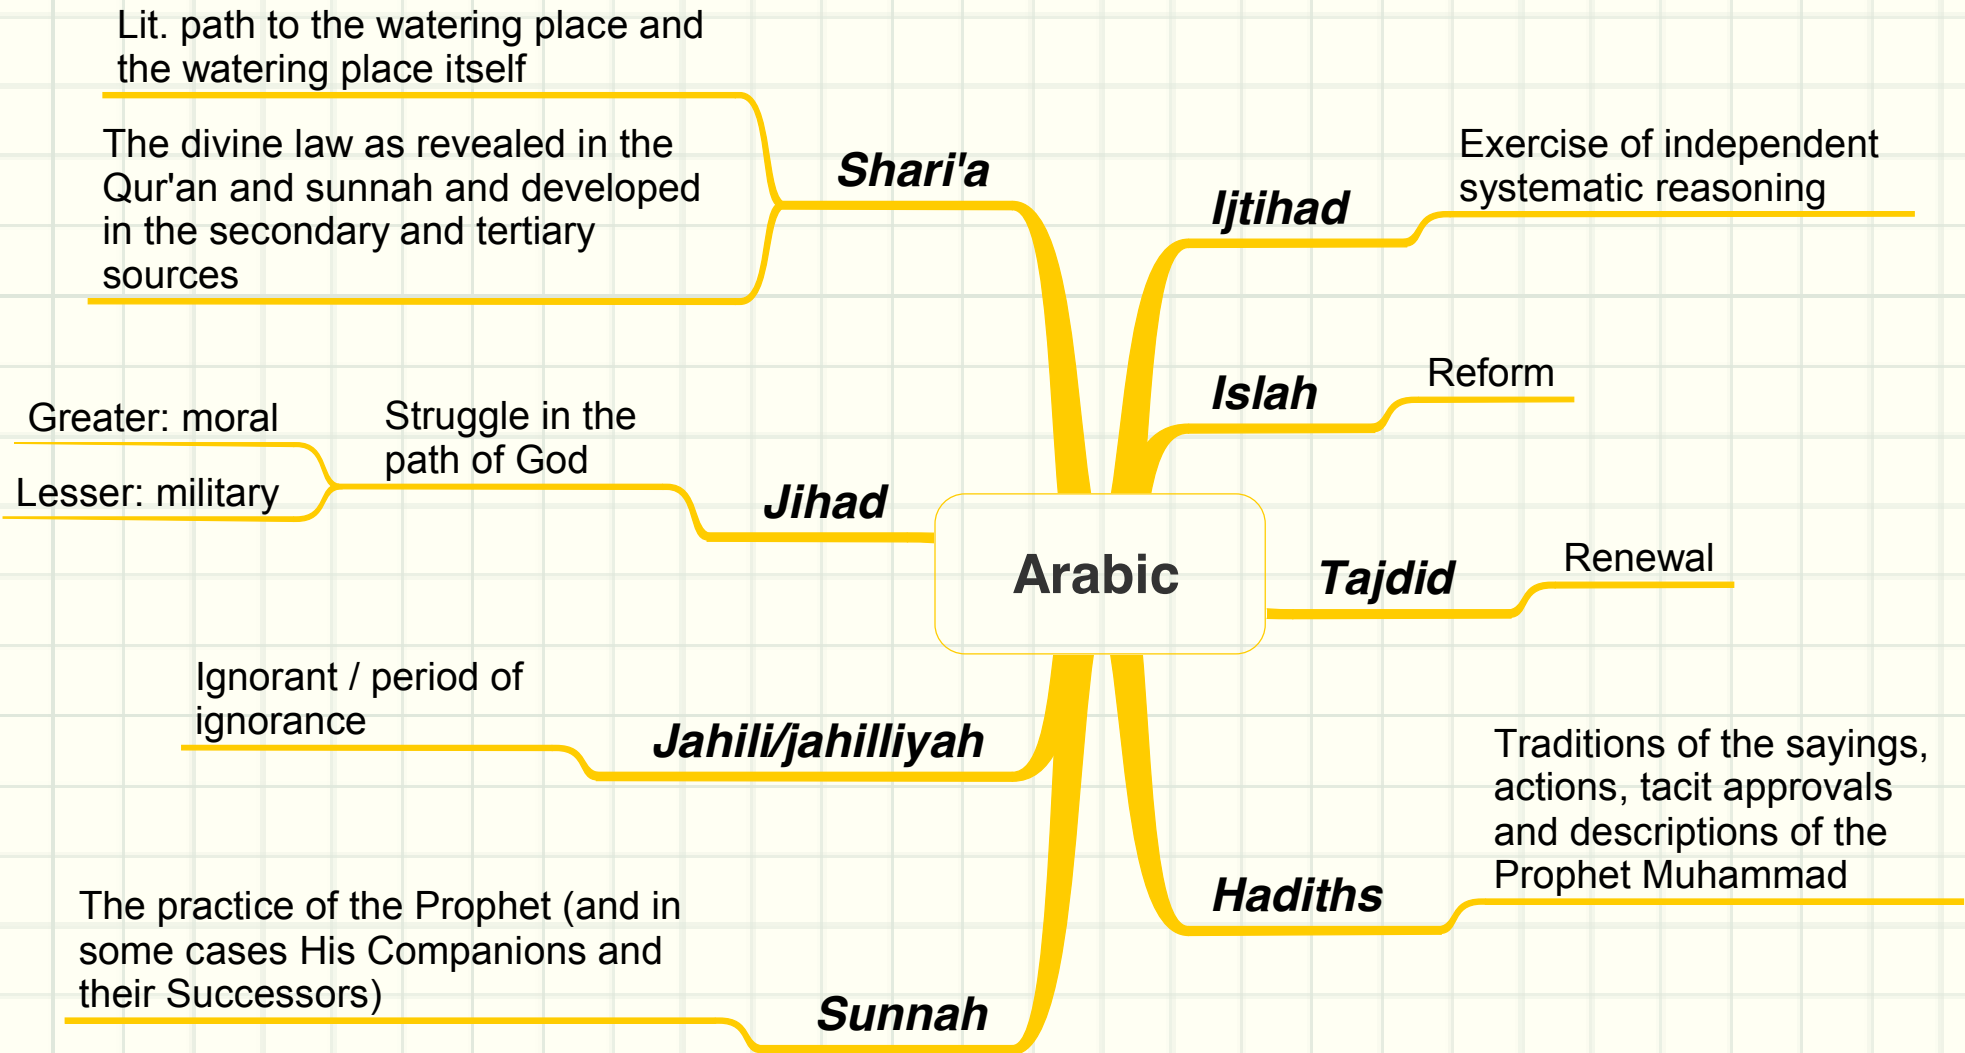 Lit. path to the watering place and
the watering place itself
The divine law as revealed in the
Qur'an and sunnah and developed
in the secondary and tertiary
sources
Shari'a
Greater: moral
Lesser: military
Struggle in the
path of God
Jihad
Ignorant / period of
ignorance
Jahili/jahilliyah
The practice of the Prophet (and in
some cases His Companions and
their Successors)
Sunnah
Arabic
Ijtihad
Exercise of independent
systematic reasoning
Islah
Reform
Tajdid
Renewal
Hadiths
Traditions of the sayings,
actions, tacit approvals
and descriptions of the
Prophet Muhammad